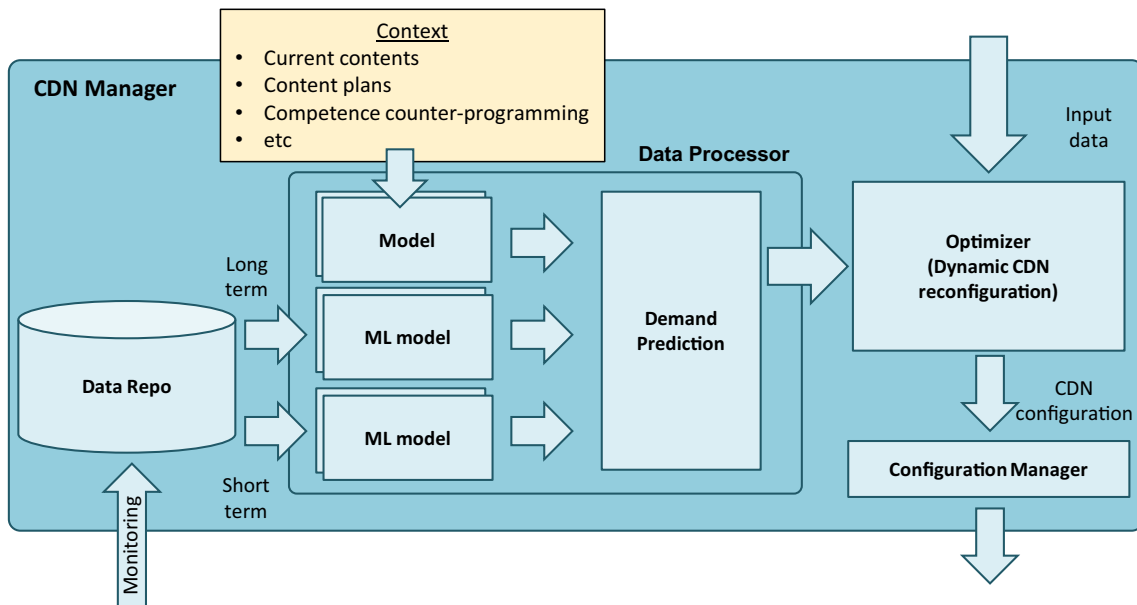 Context
• Current contents
• Content plans
• Competence counter-programming
• etc
CDN Manager
Input
data
Data Processor
Model
Long
term
ML model
Data Repo
ML model
Short
term
Monitoring
Demand
Prediction
Optimizer
(Dynamic CDN
reconfiguration)
CDN
configuration
Configuration Manager